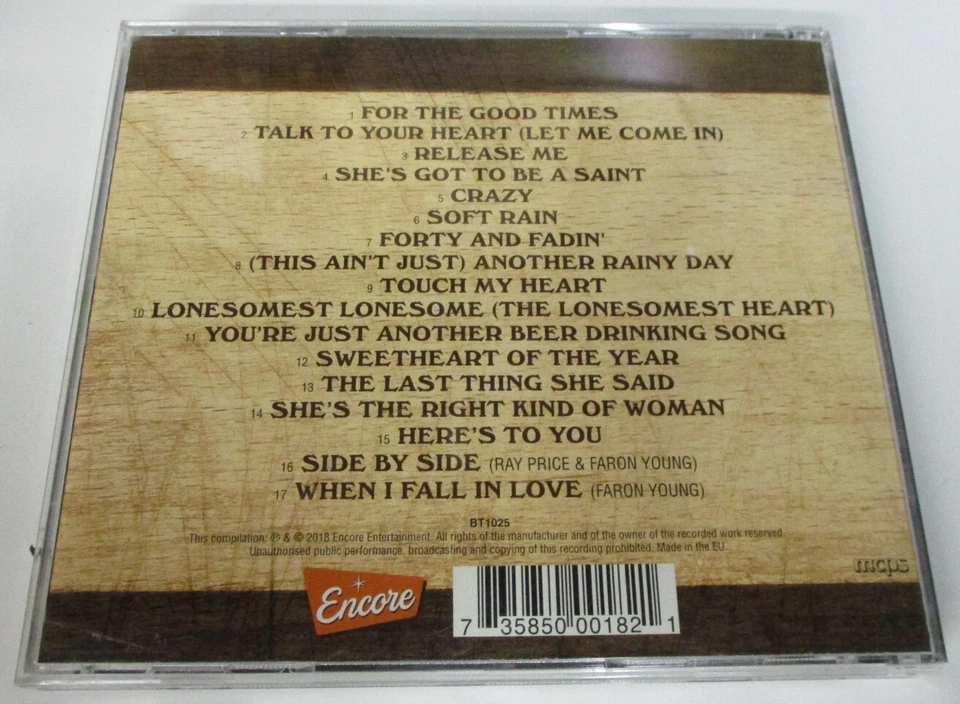 1 FOR THE GOOD TIMES
2 TALK TO YOUR HEART (LET ME COME IN)
3 RELEASE ME
4 SHE'S GOT TO BE A SAINT
5 CRAZY
6 SOFT RAIN
7 FORTY AND FADIN'
8 (THIS AIN'T JUST) ANOTHER RAINY DAY
9 TOUCH MY HEART
10 LONESOMEST LONESOME (THE LONESOMEST HEART)
11 YOU'RE JUST ANOTHER BEER DRINKING SONG
12 SWEETHEART OF THE YEAR
13 THE LAST THING SHE SAID
14 SHE'S THE RIGHT KIND OF WOMAN
15 HERE'S TO YOU
16 SIDE BY SIDE (RAY PRICE & FARON YOUNG)
17 WHEN I FALL IN LOVE (FARON YOUNG)
BT1025
This compilation: ℗ & © 2018 Encore Entertainment. All rights of the manufacturer and of the owner of the recorded work reserved.
Unauthorised public performance, broadcasting and copying of this recording prohibited. Made in the EU.
mcps
Encore
7 35850 00182 1